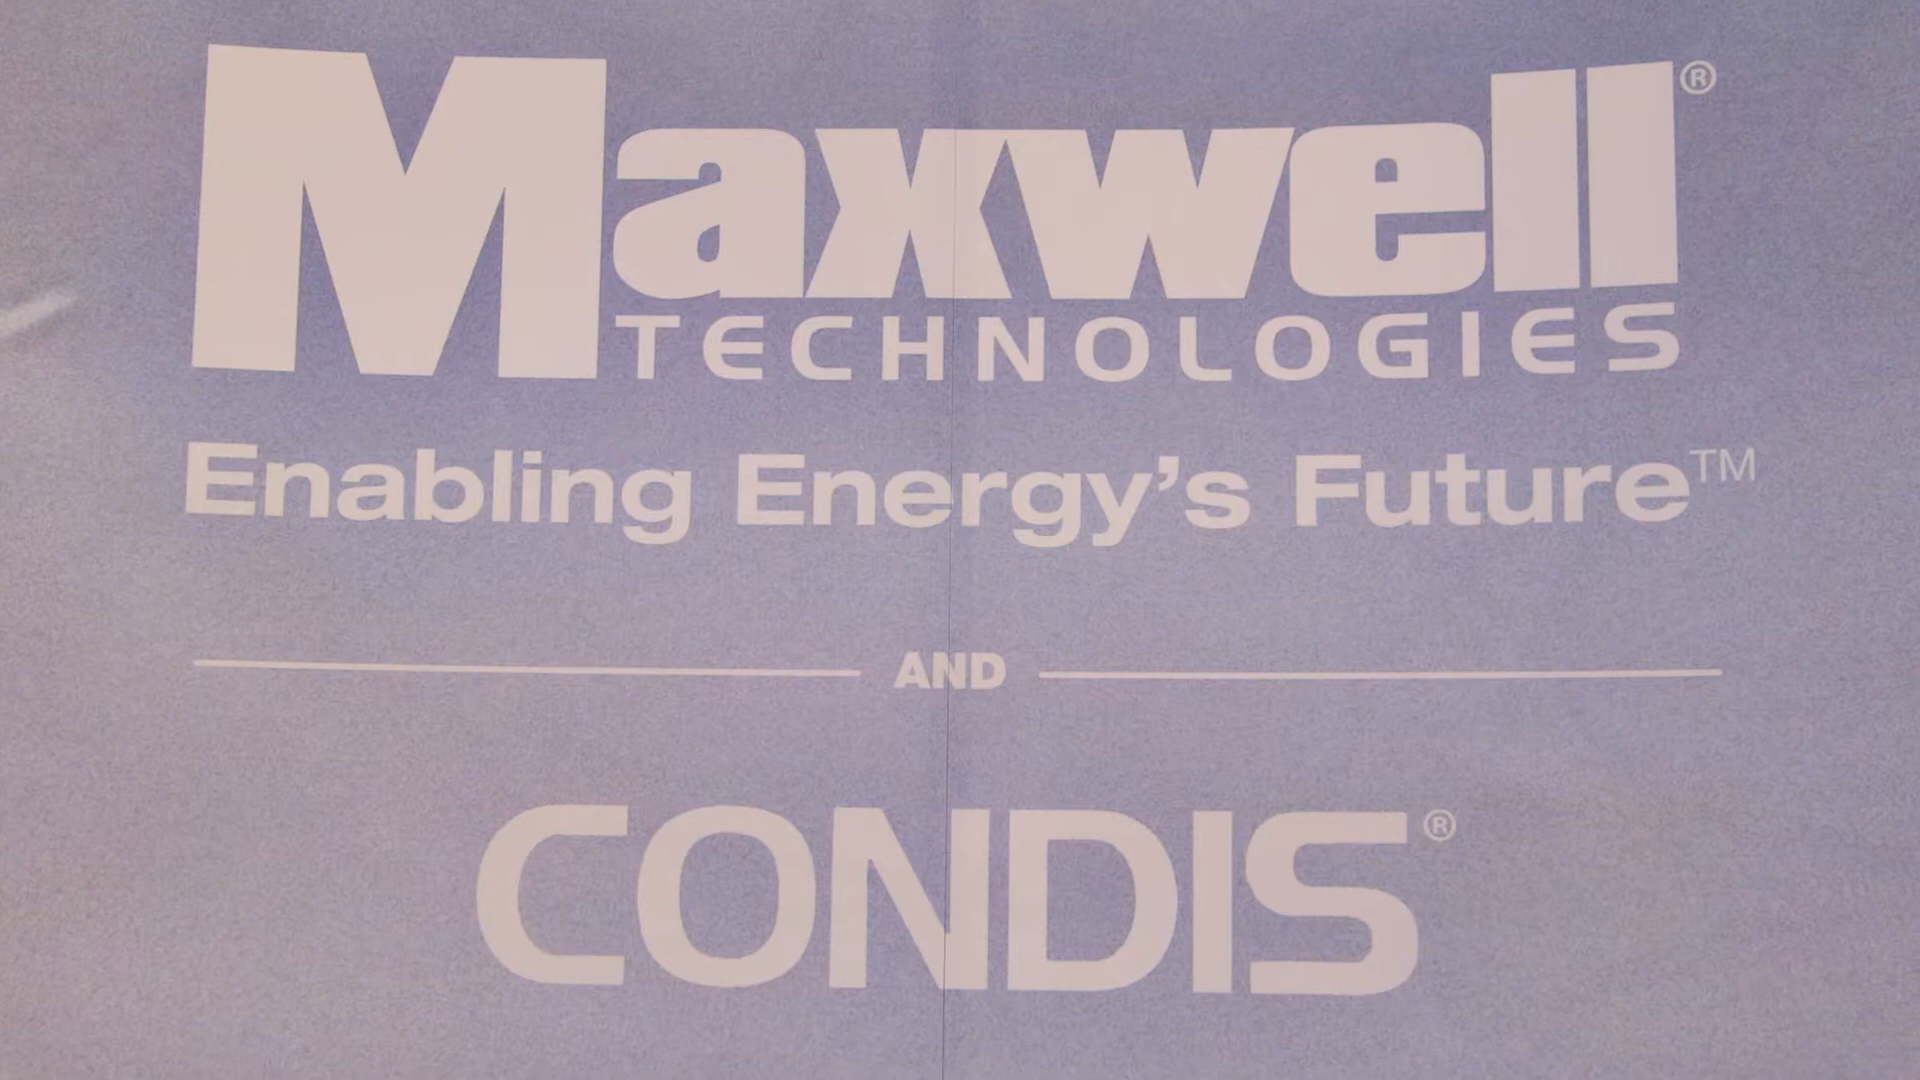 Maxwell®
TECHNOLOGIES
Enabling Energy's Future™
AND
CONDIS®